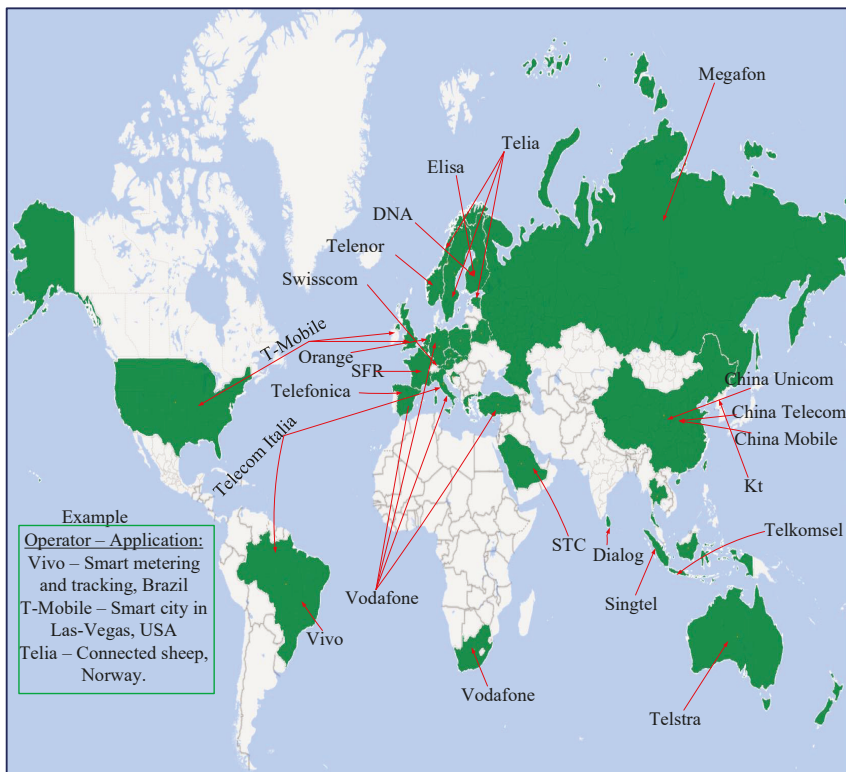 Megafon
Telia
Elisa
DNA
Telenor
Swisscom
T-Mobile
Orange
SFR
Telefonica
Telecom Italia
China Unicom
China Telecom
China Mobile
Kt
STC
Dialog
Telkomsel
Singtel
Vodafone
Vivo
Vodafone
Telstra
Example
Operator – Application:
Vivo – Smart metering
and tracking, Brazil
T-Mobile – Smart city in
Las-Vegas, USA
Telia – Connected sheep,
Norway.